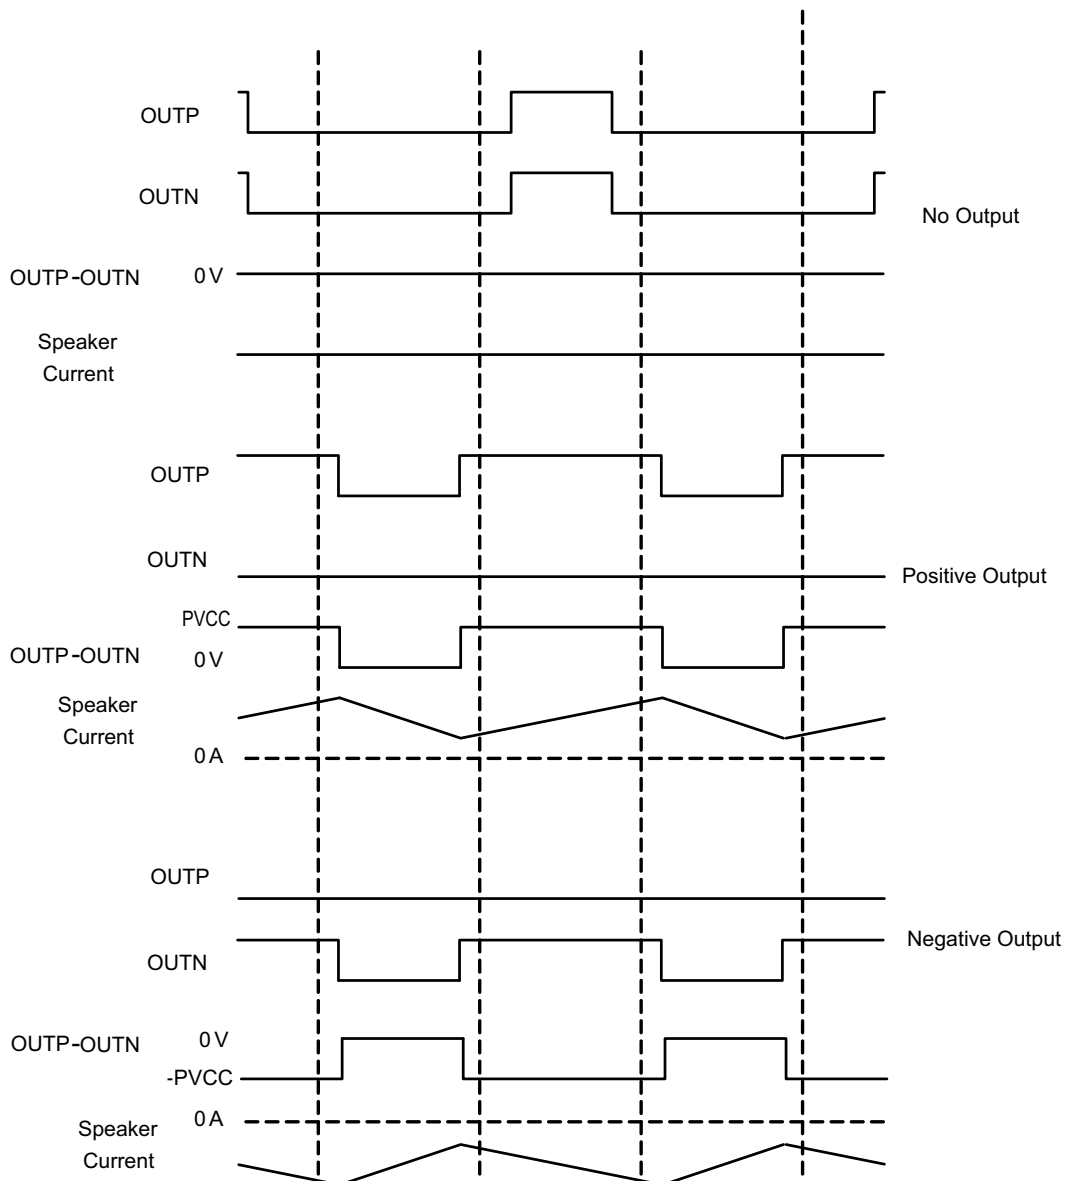 OUTP
OUTN
No Output
OUTP-OUTN 0 V
Speaker
Current
OUTP
OUTN
Positive Output
PVCC
OUTP-OUTN 0 V
Speaker
Current
0 A
OUTP
Negative Output
OUTN
OUTP-OUTN 0 V
-PVCC
0 A
Speaker
Current